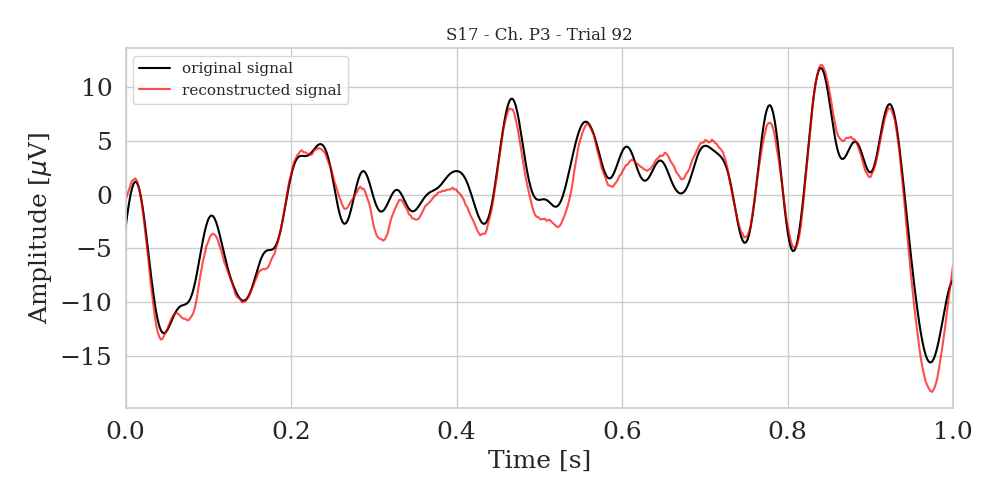 S17 - Ch. P3 - Trial 92
original signal
reconstructed signal
Amplitude [μV]
10
5
0
−5
−10
−15
0.0 0.2 0.4 0.6 0.8 1.0
Time [s]